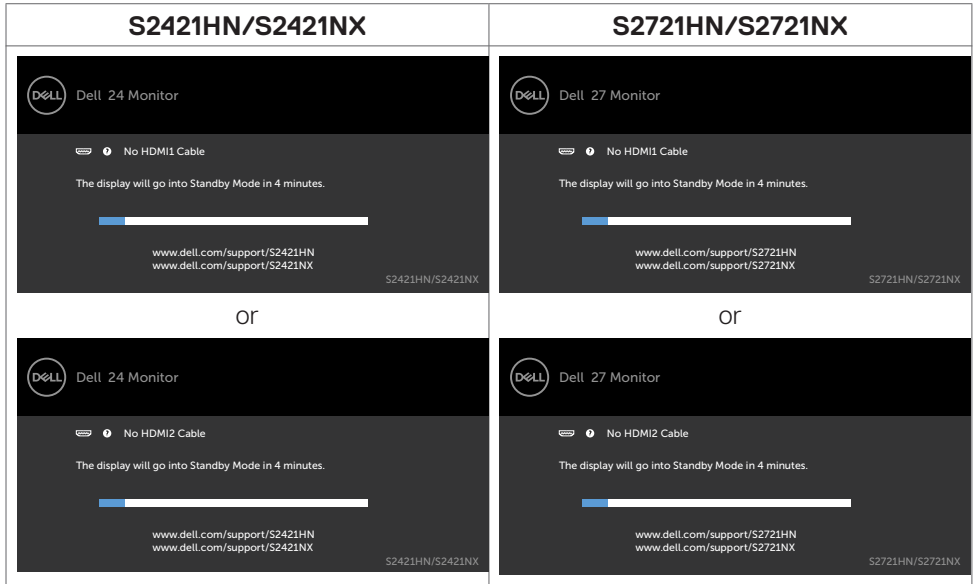 S2421HN/S2421NX
S2721HN/S2721NX
DELL
Dell 24 Monitor
? No HDMI1 Cable
The display will go into Standby Mode in 4 minutes.
www.dell.com/support/S2421HN
www.dell.com/support/S2421NX
S2421HN/S2421NX
DELL
Dell 27 Monitor
? No HDMI1 Cable
The display will go into Standby Mode in 4 minutes.
www.dell.com/support/S2721HN
www.dell.com/support/S2721NX
S2721HN/S2721NX
or
or
DELL
Dell 24 Monitor
? No HDMI2 Cable
The display will go into Standby Mode in 4 minutes.
www.dell.com/support/S2421HN
www.dell.com/support/S2421NX
S2421HN/S2421NX
DELL
Dell 27 Monitor
? No HDMI2 Cable
The display will go into Standby Mode in 4 minutes.
www.dell.com/support/S2721HN
www.dell.com/support/S2721NX
S2721HN/S2721NX